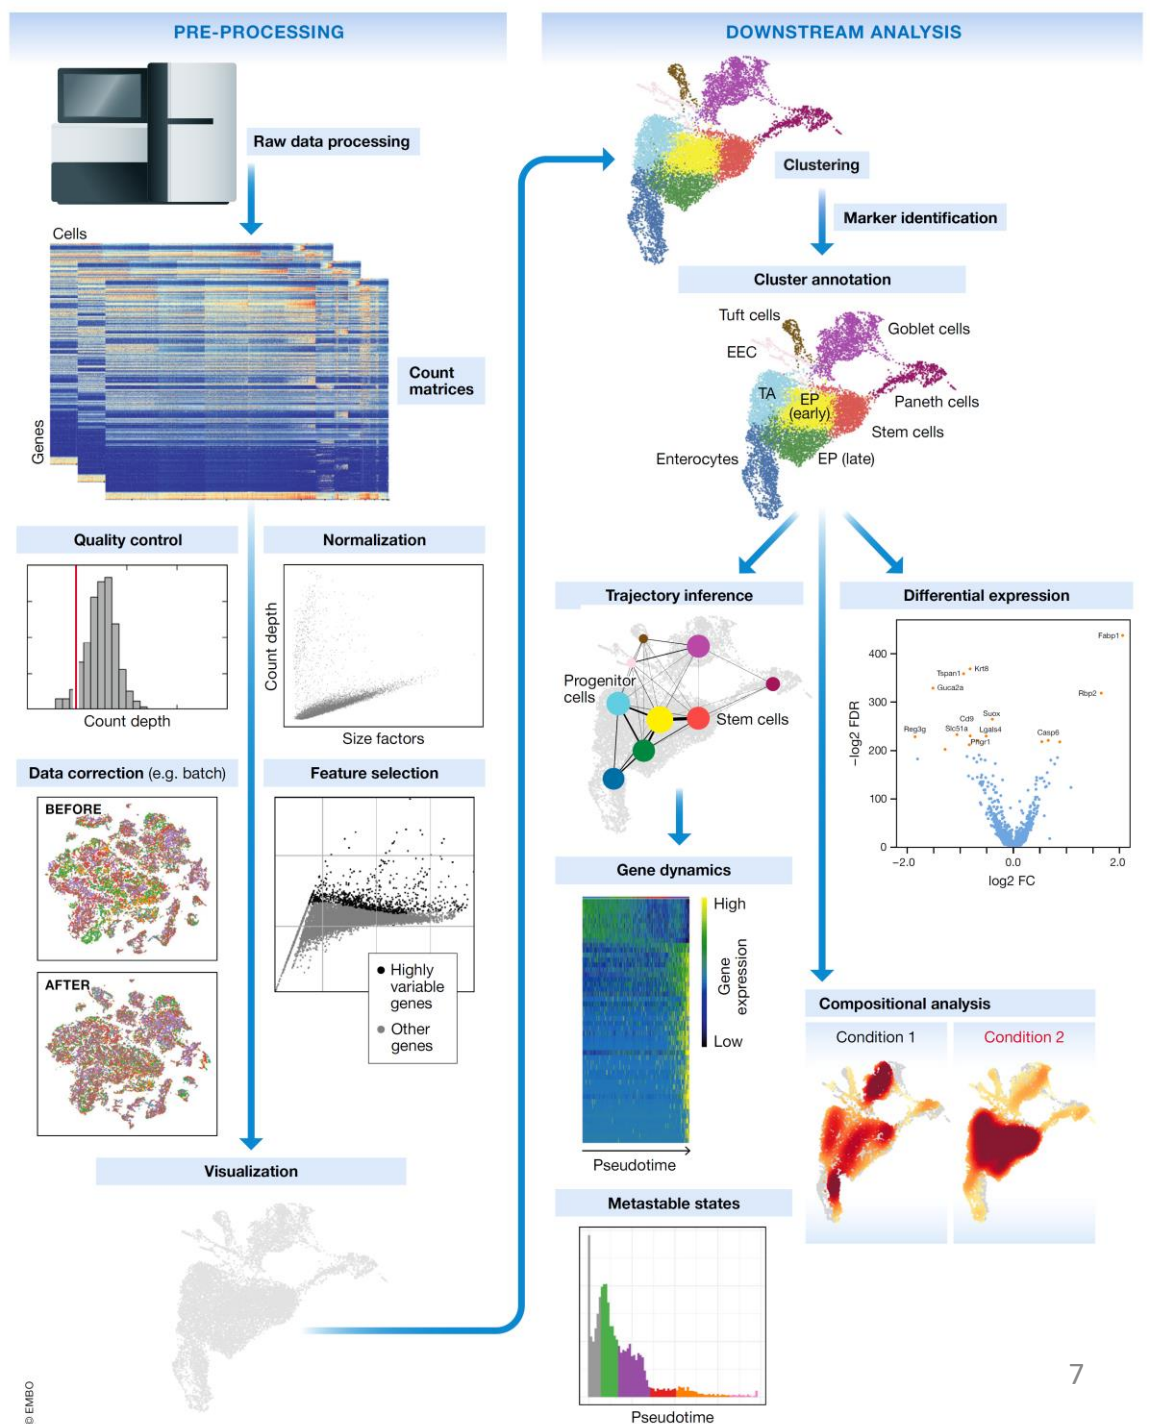 PRE-PROCESSING
Raw data processing
Cells
Genes
Count
matrices
Quality control
Count depth
Normalization
Count depth
Size factors
Data correction (e.g. batch)
BEFORE
AFTER
Feature selection
Highly
variable
genes
Other
genes
Visualization
© EMBO
DOWNSTREAM ANALYSIS
Clustering
Marker identification
Cluster annotation
Tuft cells
Goblet cells
EEC
TA
EP
(early)
Paneth cells
Stem cells
Enterocytes
EP (late)
Trajectory inference
Progenitor
cells
Stem cells
Gene dynamics
High
Gene
expression
Low
Pseudotime
Metastable states
Pseudotime
Differential expression
Fabp1
400
Tspan1
Krt8
Guca2a
300
Rbp2
Suox
Cd9
Reg3g
Slc51a
Lgals4
Casp6
Phgr1
200
100
0
−log2 FDR
−2.0
0.0
2.0
log2 FC
Compositional analysis
Condition 1
Condition 2
7